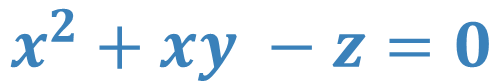 x² + xy − z = 0